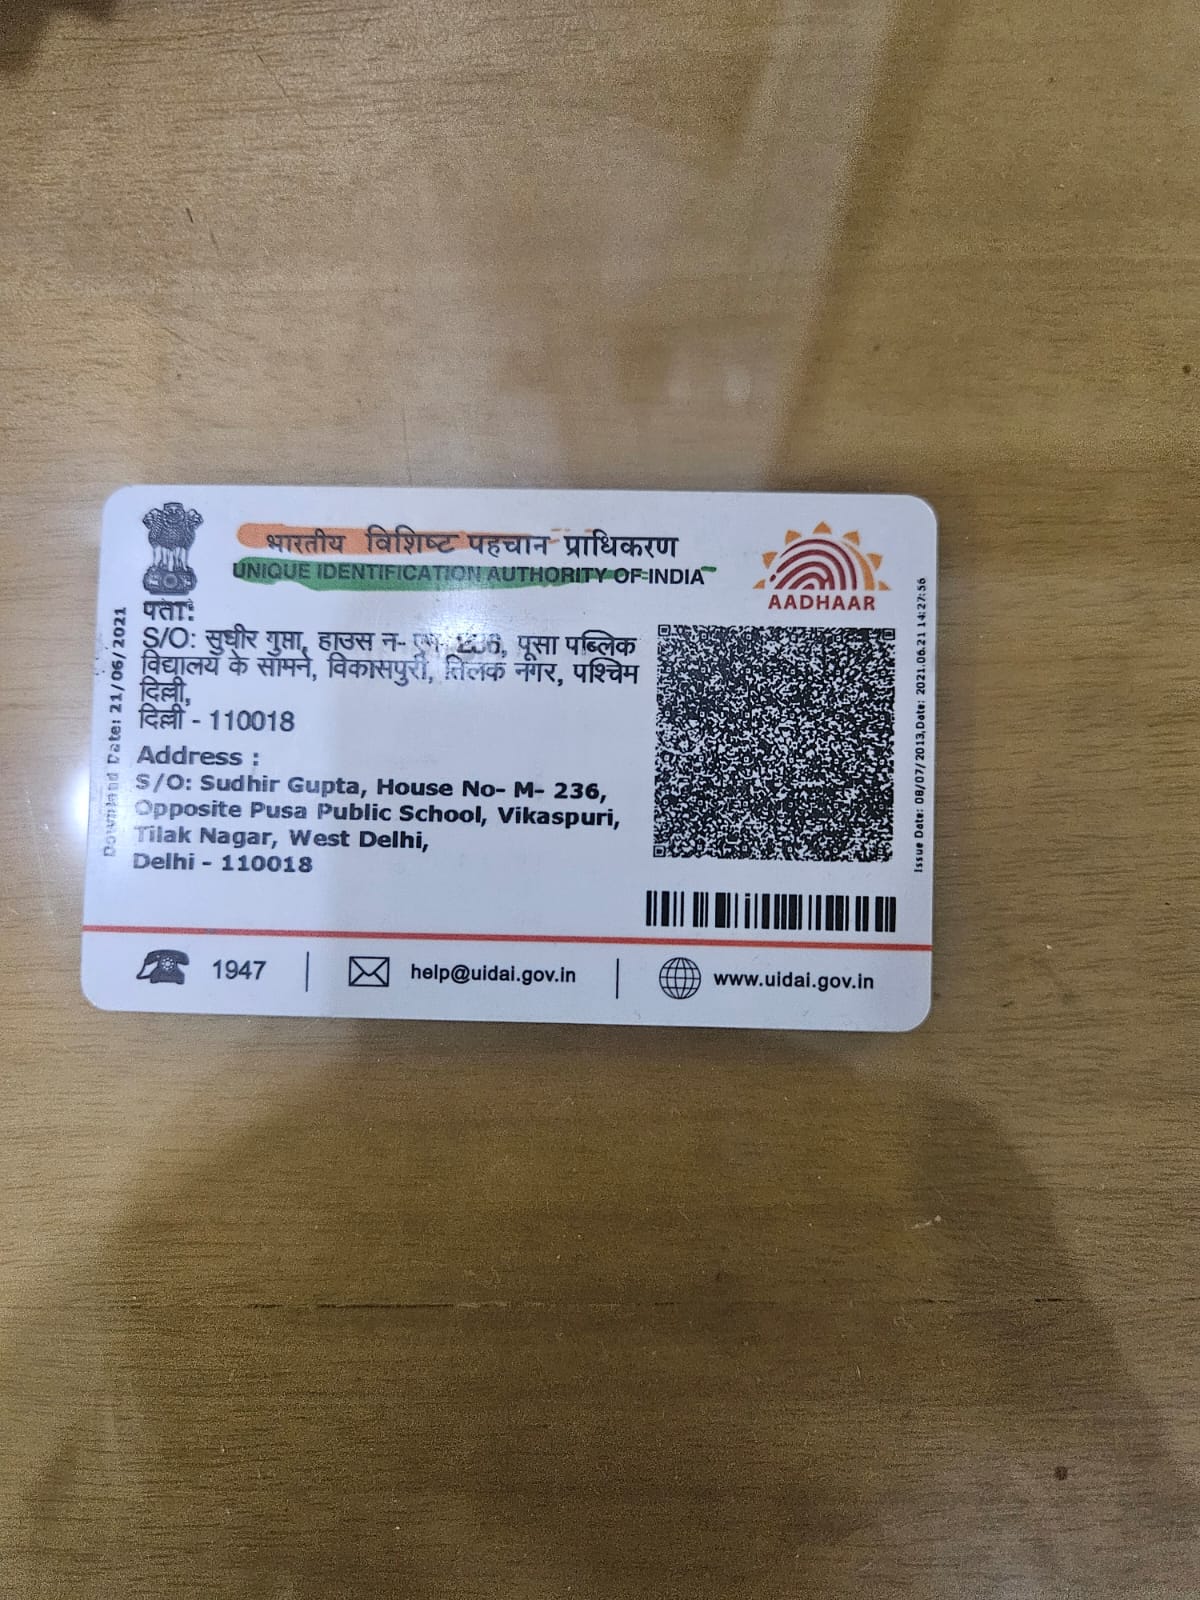 भारतीय विशिष्ट पहचान प्राधिकरण
UNIQUE IDENTIFICATION AUTHORITY OF INDIA
AADHAAR
पता:
S/O: सुधीर गुप्ता, हाउस न- 236, पूसा पब्लिक
विद्यालय के सामने, विकासपुरी, तिलक नगर, पश्चिम
दिल्ली,
दिल्ली - 110018
Address :
S/O: Sudhir Gupta, House No- M- 236,
Opposite Pusa Public School, Vikaspuri,
Tilak Nagar, West Delhi,
Delhi - 110018
Download Date: 21/06/2021
Issue Date: 08/07/2013,Date: 2021.06.21 14:27:56
1947
help@uidai.gov.in
www.uidai.gov.in